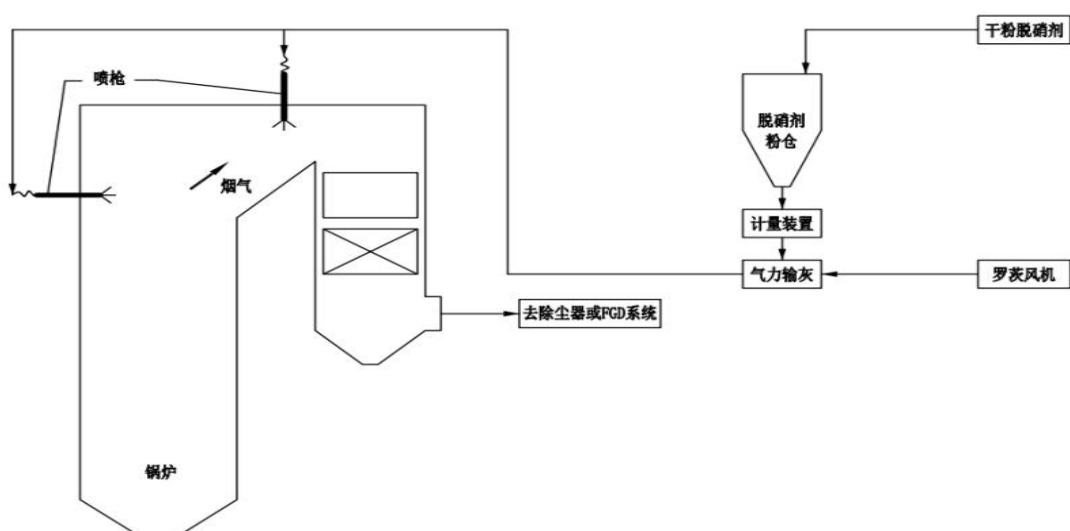 干粉脱硝剂
喷枪
脱硝剂
粉仓
烟气
计量装置
气力输灰
罗茨风机
去除尘器或FGD系统
锅炉